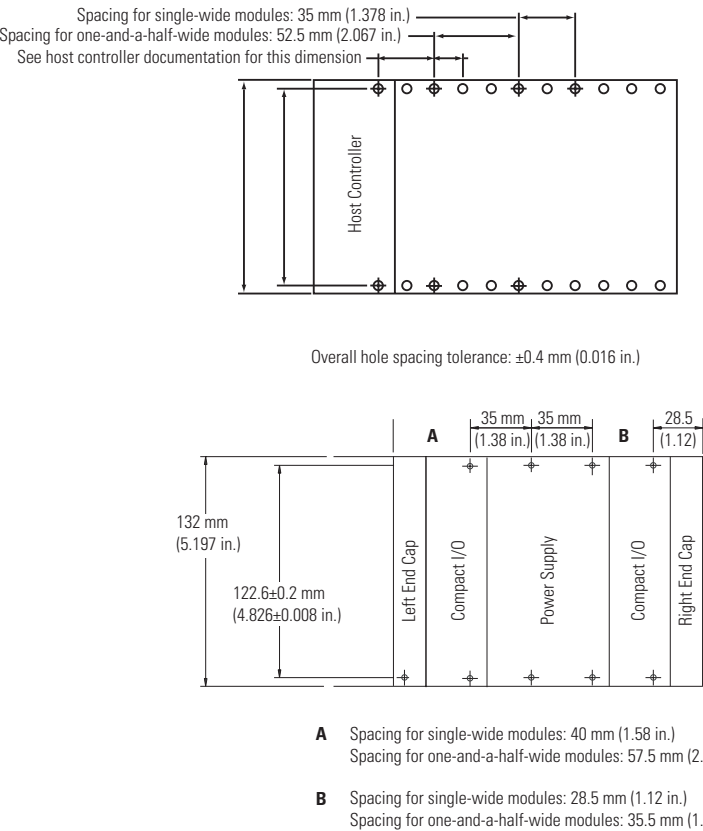 Spacing for single-wide modules: 35 mm (1.378 in.)
Spacing for one-and-a-half-wide modules: 52.5 mm (2.067 in.)
See host controller documentation for this dimension
Host Controller
Overall hole spacing tolerance: ±0.4 mm (0.016 in.)
A
35 mm
(1.38 in.)
35 mm
(1.38 in.)
B
28.5
(1.12)
132 mm
(5.197 in.)
122.6±0.2 mm
(4.826±0.008 in.)
Left End Cap
Compact I/O
Power Supply
Compact I/O
Right End Cap
A Spacing for single-wide modules: 40 mm (1.58 in.)
Spacing for one-and-a-half-wide modules: 57.5 mm (2.
B Spacing for single-wide modules: 28.5 mm (1.12 in.)
Spacing for one-and-a-half-wide modules: 35.5 mm (1.